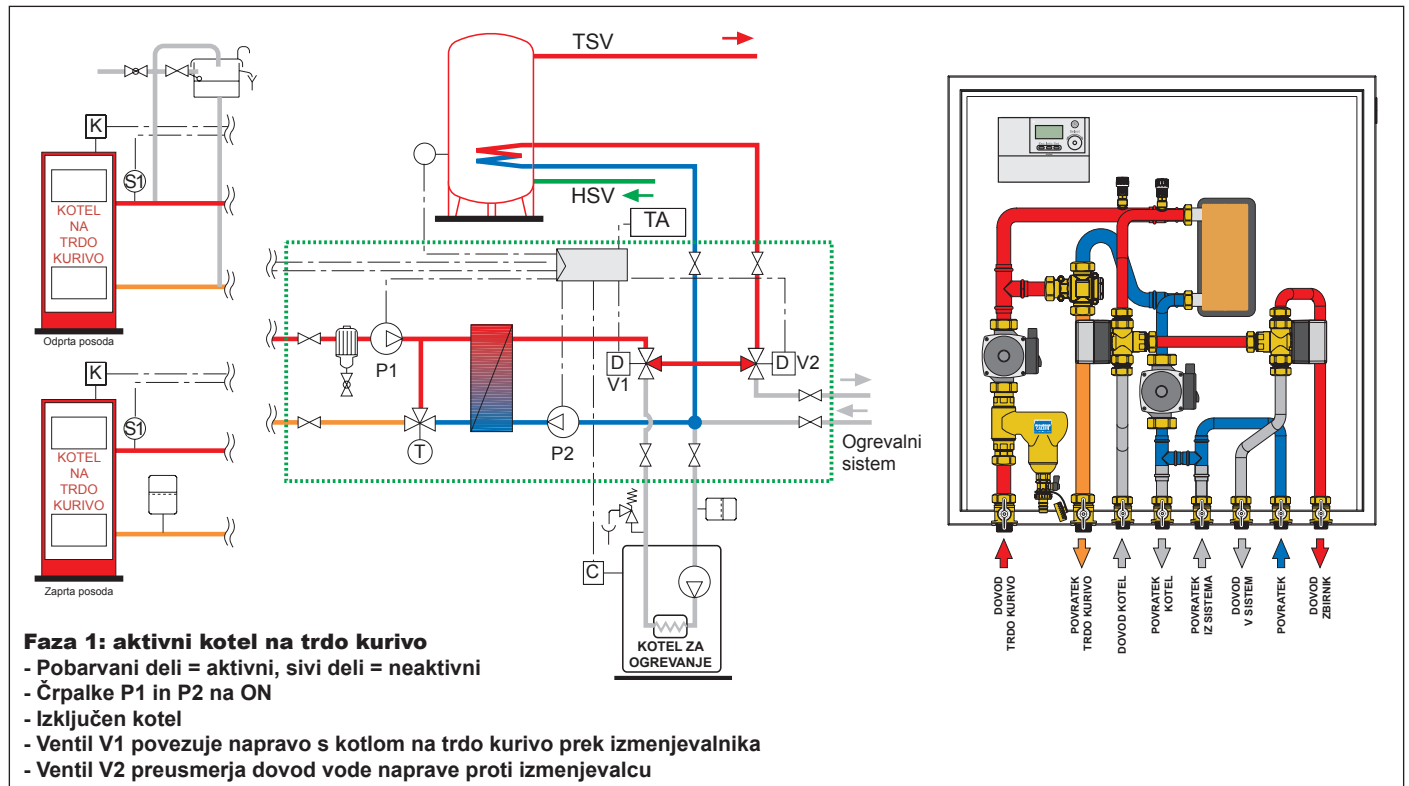 K
S1
KOTEL
NA
TRDO
KURIVO
Odprta posoda
K
S1
KOTEL
NA
TRDO
KURIVO
Zaprta posoda
TSV
HSV
TA
P1
D
V1
D
V2
T
P2
Ogrevalni
sistem
C
KOTEL ZA
OGREVANJE
DOVOD
TRDO KURIVO
POVRATEK
TRDO KURIVO
DOVOD KOTEL
POVRATEK
KOTEL
POVRATEK
IZ SISTEMA
DOVOD
V SISTEM
POVRATEK
DOVOD
ZBIRNIK
Faza 1: aktivni kotel na trdo kurivo
- Pobarvani deli = aktivni, sivi deli = neaktivni
- Črpalke P1 in P2 na ON
- Izključen kotel
- Ventil V1 povezuje napravo s kotlom na trdo kurivo prek izmenjevalnika
- Ventil V2 preusmerja dovod vode naprave proti izmenjevalcu